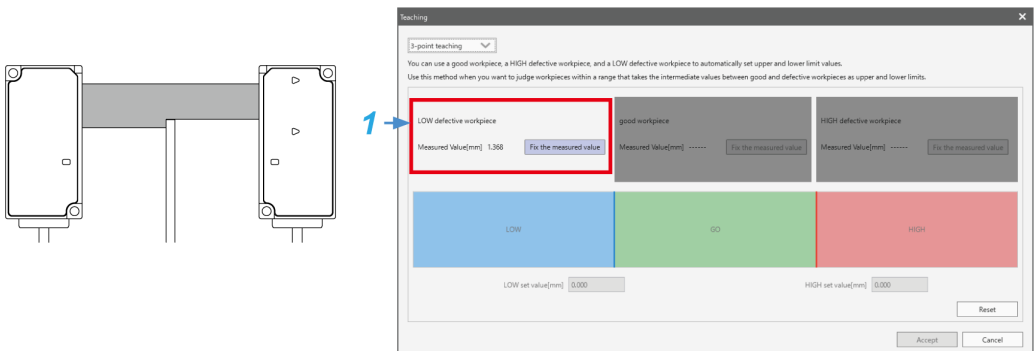 Teaching
3-point teaching
You can use a good workpiece, a HIGH defective workpiece, and a LOW defective workpiece to automatically set upper and lower limit values.
Use this method when you want to judge workpieces within a range that takes the intermediate values between good and defective workpieces as upper and lower limits.
1
LOW defective workpiece
Measured Value[mm] 1.368 Fix the measured value
good workpiece
Measured Value[mm] ------ Fix the measured value
HIGH defective workpiece
Measured Value[mm] ------ Fix the measured value
LOW GO HIGH
LOW set value[mm] 0.000 HIGH set value[mm] 0.000
Reset
Accept Cancel